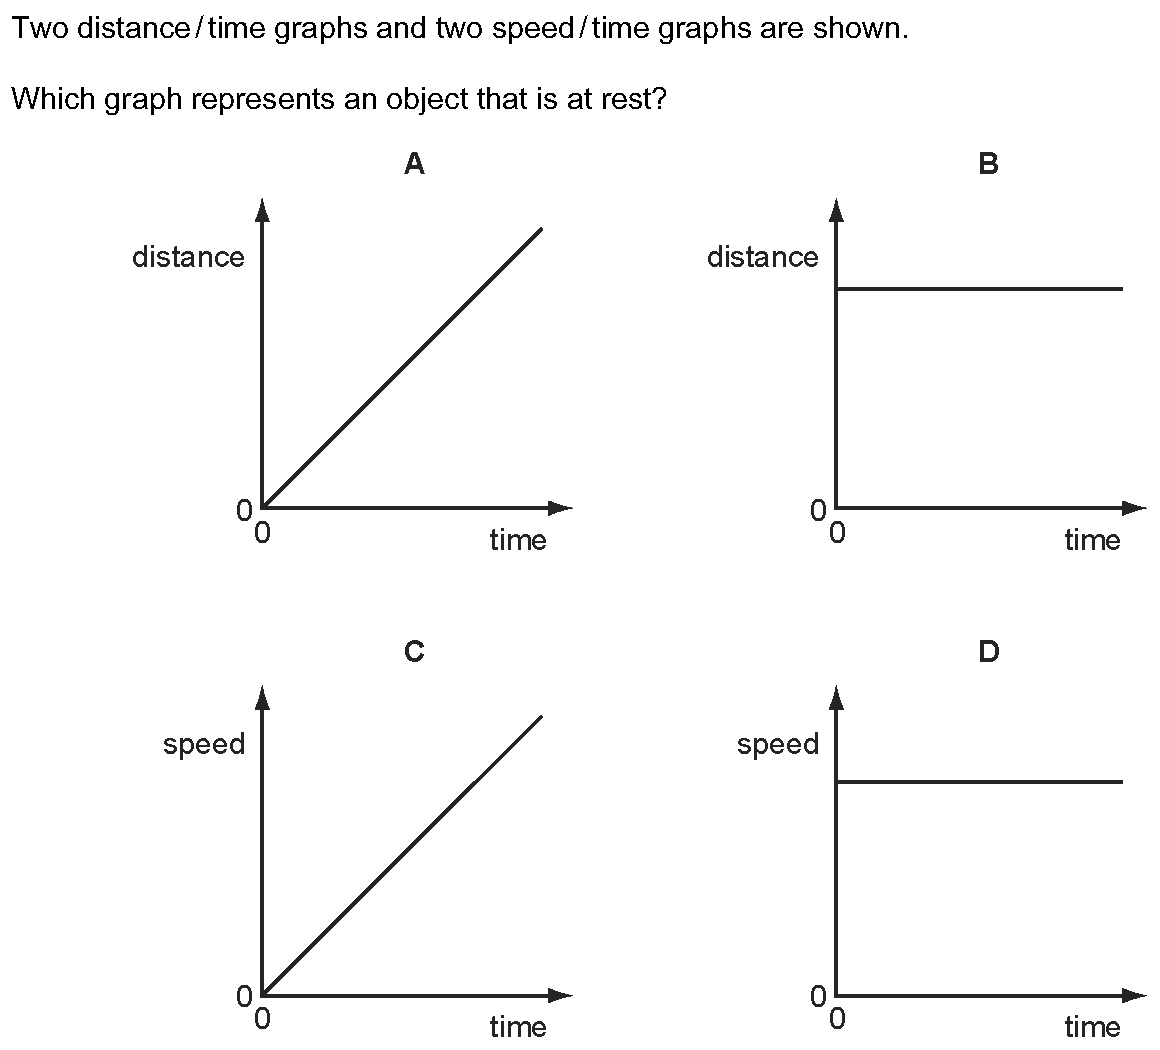 Two distance / time graphs and two speed / time graphs are shown.
Which graph represents an object that is at rest?
A
distance
0
0
time
B
distance
0
0
time
C
speed
0
0
time
D
speed
0
0
time